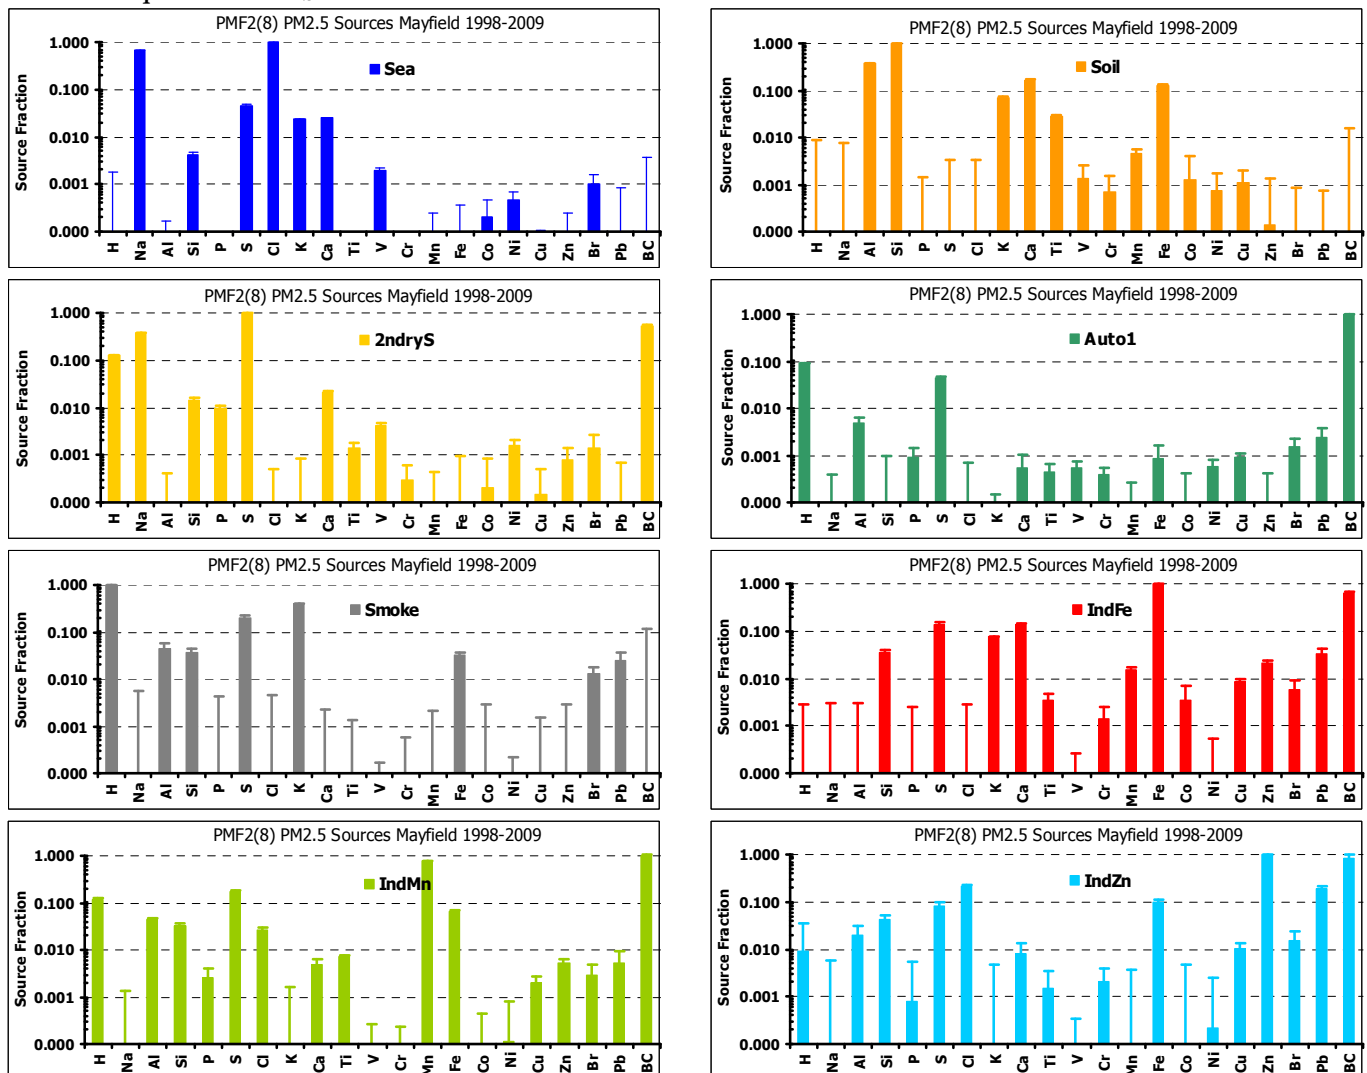 PMF2(8) PM2.5 Sources Mayfield 1998-2009
Source Fraction
1.000
0.100
0.010
0.001
0.000
Sea
H Na Al Si P S Cl K Ca Ti V Cr Mn Fe Co Ni Cu Zn Br Pb BC
PMF2(8) PM2.5 Sources Mayfield 1998-2009
Source Fraction
1.000
0.100
0.010
0.001
0.000
Soil
H Na Al Si P S Cl K Ca Ti V Cr Mn Fe Co Ni Cu Zn Br Pb BC
PMF2(8) PM2.5 Sources Mayfield 1998-2009
Source Fraction
1.000
0.100
0.010
0.001
0.000
2ndryS
H Na Al Si P S Cl K Ca Ti V Cr Mn Fe Co Ni Cu Zn Br Pb BC
PMF2(8) PM2.5 Sources Mayfield 1998-2009
Source Fraction
1.000
0.100
0.010
0.001
0.000
Auto1
H Na Al Si P S Cl K Ca Ti V Cr Mn Fe Co Ni Cu Zn Br Pb BC
PMF2(8) PM2.5 Sources Mayfield 1998-2009
Source Fraction
1.000
0.100
0.010
0.001
0.000
Smoke
H Na Al Si P S Cl K Ca Ti V Cr Mn Fe Co Ni Cu Zn Br Pb BC
PMF2(8) PM2.5 Sources Mayfield 1998-2009
Source Fraction
1.000
0.100
0.010
0.001
0.000
IndFe
H Na Al Si P S Cl K Ca Ti V Cr Mn Fe Co Ni Cu Zn Br Pb BC
PMF2(8) PM2.5 Sources Mayfield 1998-2009
Source Fraction
1.000
0.100
0.010
0.001
0.000
IndMn
H Na Al Si P S Cl K Ca Ti V Cr Mn Fe Co Ni Cu Zn Br Pb BC
PMF2(8) PM2.5 Sources Mayfield 1998-2009
Source Fraction
1.000
0.100
0.010
0.001
0.000
IndZn
H Na Al Si P S Cl K Ca Ti V Cr Mn Fe Co Ni Cu Zn Br Pb BC